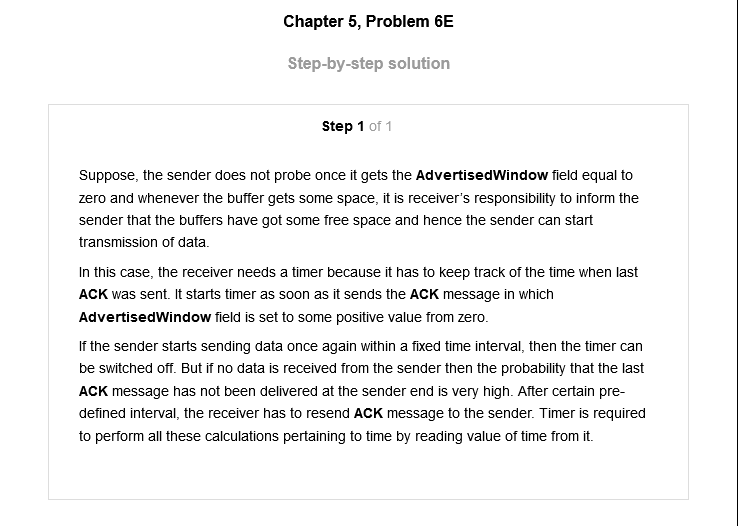 Chapter 5, Problem 6E
Step-by-step solution
Step 1 of 1
Suppose, the sender does not probe once it gets the AdvertisedWindow field equal to
zero and whenever the buffer gets some space, it is receiver's responsibility to inform the
sender that the buffers have got some free space and hence the sender can start
transmission of data.
In this case, the receiver needs a timer because it has to keep track of the time when last
ACK was sent. It starts timer as soon as it sends the ACK message in which
AdvertisedWindow field is set to some positive value from zero.
If the sender starts sending data once again within a fixed time interval, then the timer can
be switched off. But if no data is received from the sender then the probability that the last
ACK message has not been delivered at the sender end is very high. After certain pre-
defined interval, the receiver has to resend ACK message to the sender. Timer is required
to perform all these calculations pertaining to time by reading value of time from it.